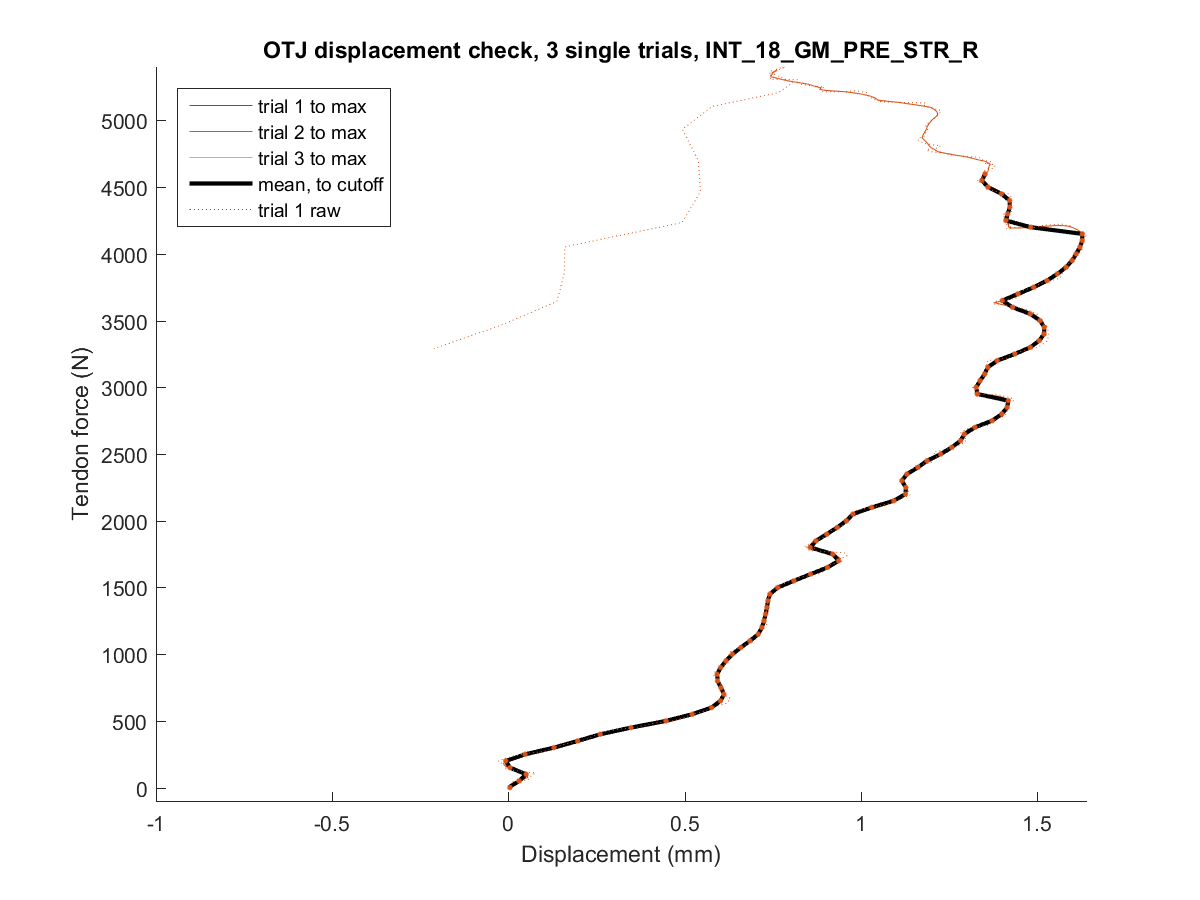 OTJ displacement check, 3 single trials, INT_18_GM_PRE_STR_R
trial 1 to max
trial 2 to max
trial 3 to max
mean, to cutoff
trial 1 raw
Tendon force (N)
5000
4500
4000
3500
3000
2500
2000
1500
1000
500
0
-1
-0.5
0
0.5
1
1.5
Displacement (mm)